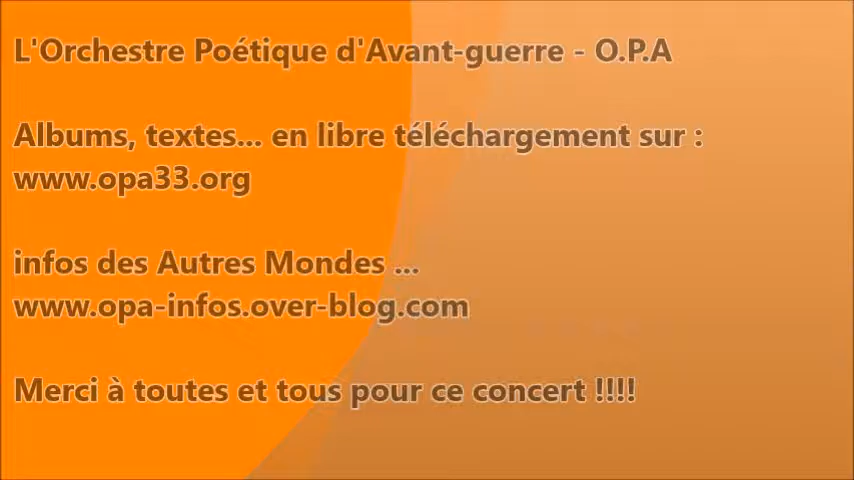 L'Orchestre Poétique d'Avant-guerre - O.P.A
Albums, textes... en libre téléchargement sur :
www.opa33.org
infos des Autres Mondes ...
www.opa-infos.over-blog.com
Merci à toutes et tous pour ce concert !!!!